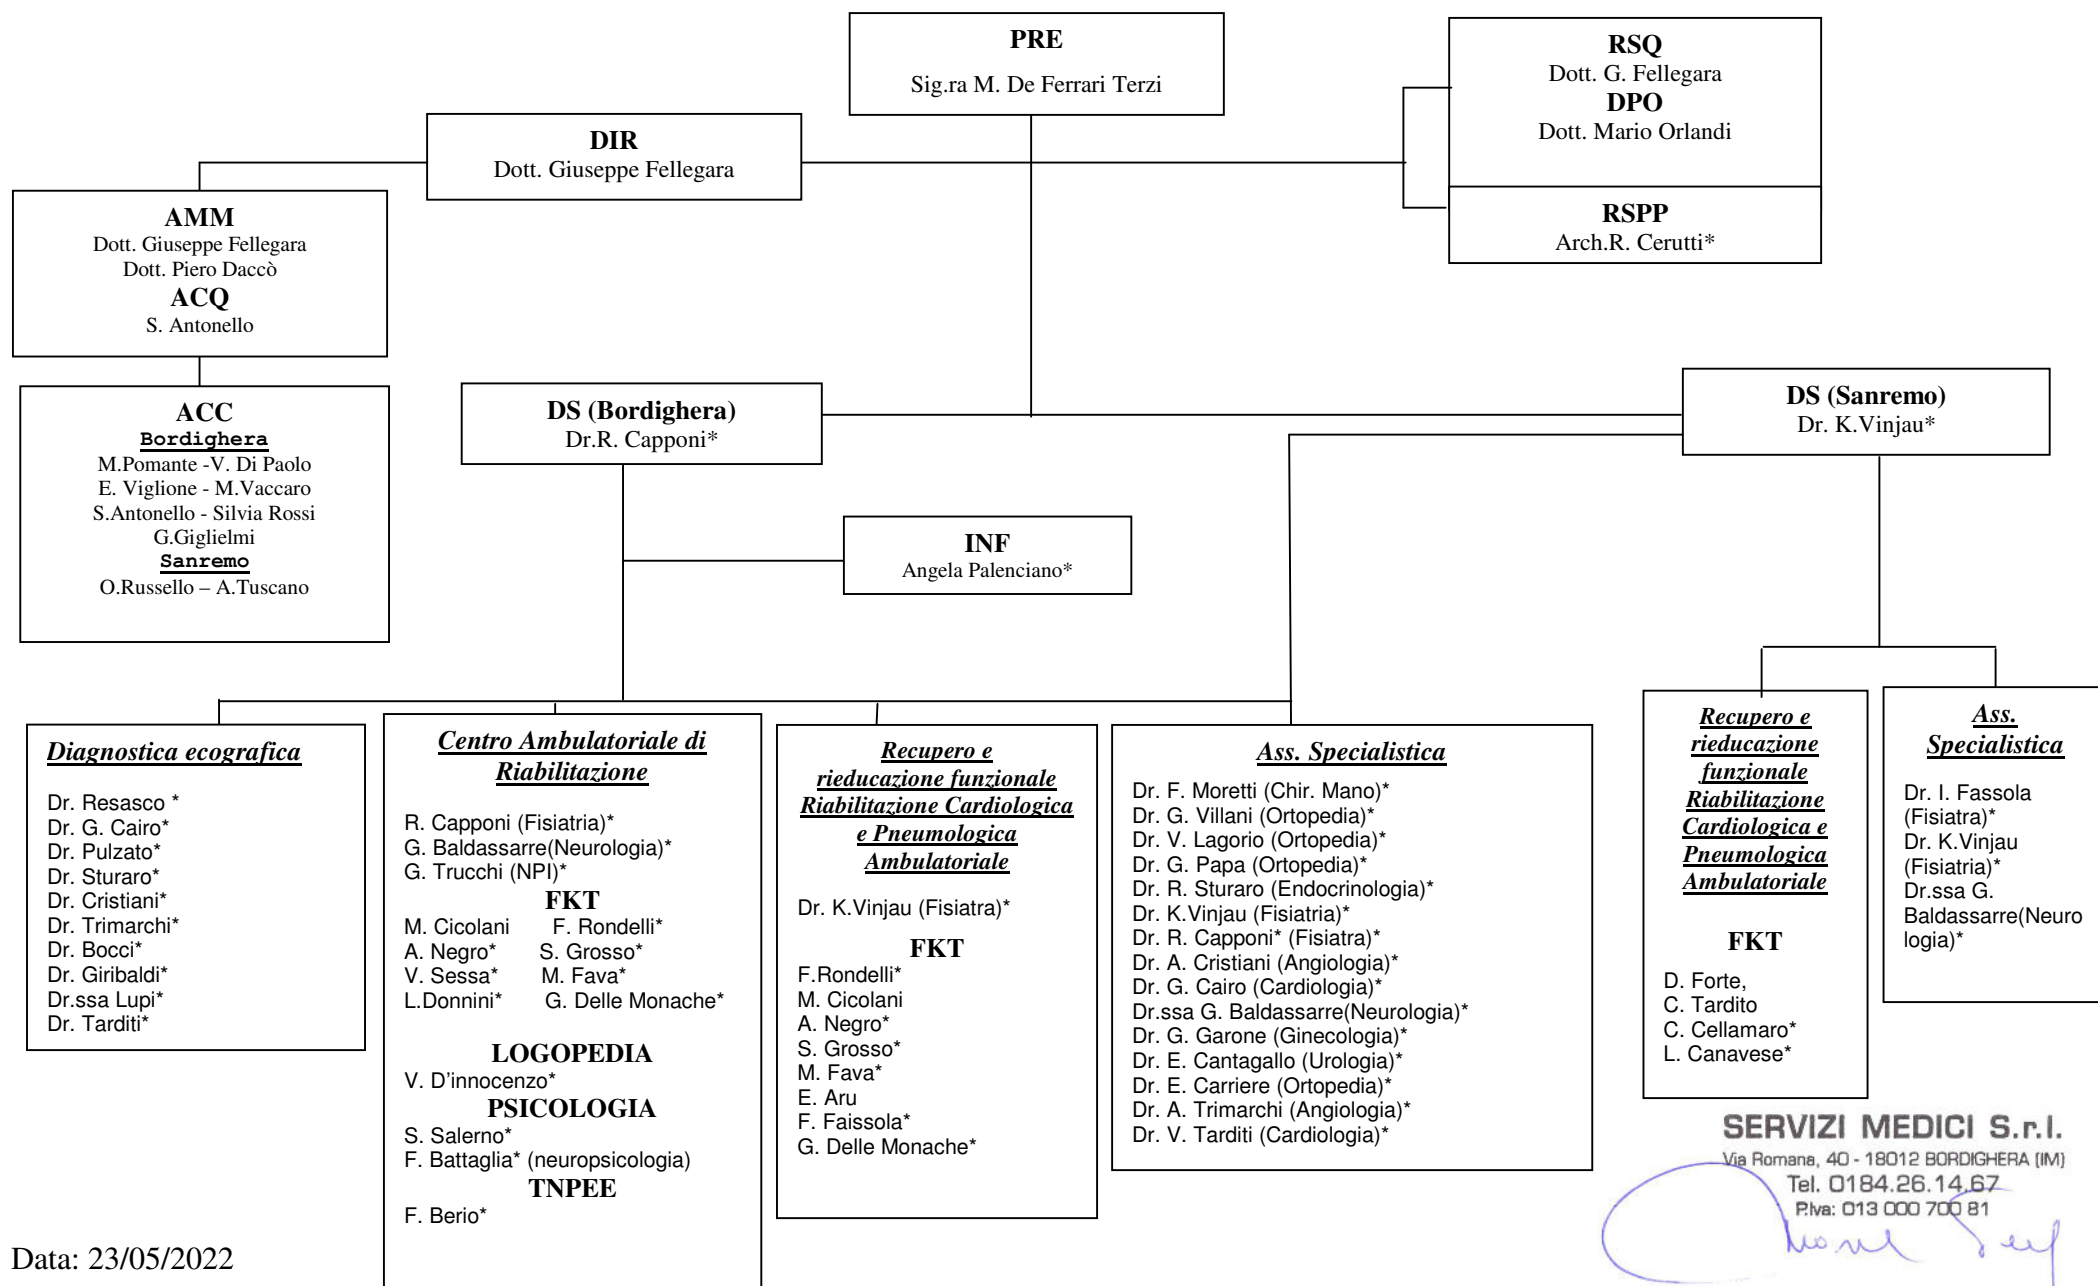 PRE
Sig.ra M. De Ferrari Terzi
RSQ
Dott. G. Fellegara
DPO
Dott. Mario Orlandi
DIR
Dott. Giuseppe Fellegara
RSPP
Arch.R. Cerutti*
AMM
Dott. Giuseppe Fellegara
Dott. Piero Daccò
ACQ
S. Antonello
ACC
Bordighera
M.Pomante -V. Di Paolo
E. Viglione - M.Vaccaro
S.Antonello - Silvia Rossi
G.Giglielmi
Sanremo
O.Russello – A.Tuscano
DS (Bordighera)
Dr.R. Capponi*
DS (Sanremo)
Dr. K.Vinjau*
INF
Angela Palenciano*
Diagnostica ecografica
Dr. Resasco *
Dr. G. Cairo*
Dr. Pulzato*
Dr. Sturaro*
Dr. Cristiani*
Dr. Trimarchi*
Dr. Bocci*
Dr. Giribaldi*
Dr.ssa Lupi*
Dr. Tarditi*
Centro Ambulatoriale di
Riabilitazione
R. Capponi (Fisiatria)*
G. Baldassarre(Neurologia)*
G. Trucchi (NPI)*
FKT
M. Cicolani F. Rondelli*
A. Negro* S. Grosso*
V. Sessa* M. Fava*
L.Donnini* G. Delle Monache*
LOGOPEDIA
V. D'innocenzo*
PSICOLOGIA
S. Salerno*
F. Battaglia* (neuropsicologia)
TNPEE
F. Berio*
Recupero e
rieducazione funzionale
Riabilitazione Cardiologica
e Pneumologica
Ambulatoriale
Dr. K.Vinjau (Fisiatra)*
FKT
F.Rondelli*
M. Cicolani
A. Negro*
S. Grosso*
M. Fava*
E. Aru
F. Faissola*
G. Delle Monache*
Ass. Specialistica
Dr. F. Moretti (Chir. Mano)*
Dr. G. Villani (Ortopedia)*
Dr. V. Lagorio (Ortopedia)*
Dr. G. Papa (Ortopedia)*
Dr. R. Sturaro (Endocrinologia)*
Dr. K.Vinjau (Fisiatria)*
Dr. R. Capponi* (Fisiatra)*
Dr. A. Cristiani (Angiologia)*
Dr. G. Cairo (Cardiologia)*
Dr.ssa G. Baldassarre(Neurologia)*
Dr. G. Garone (Ginecologia)*
Dr. E. Cantagallo (Urologia)*
Dr. E. Carriere (Ortopedia)*
Dr. A. Trimarchi (Angiologia)*
Dr. V. Tarditi (Cardiologia)*
Recupero e
rieducazione
funzionale
Riabilitazione
Cardiologica e
Pneumologica
Ambulatoriale
FKT
D. Forte,
C. Tardito
C. Cellamaro*
L. Canavese*
Ass.
Specialistica
Dr. I. Fassola
(Fisiatra)*
Dr. K.Vinjau
(Fisiatria)*
Dr.ssa G.
Baldassarre(Neuro
logia)*
SERVIZI MEDICI S.r.l.
Via Romana, 40 - 18012 BORDIGHERA (IM)
Tel. 0184.26.14.67
P.Iva: 013 000 700 81
Data: 23/05/2022